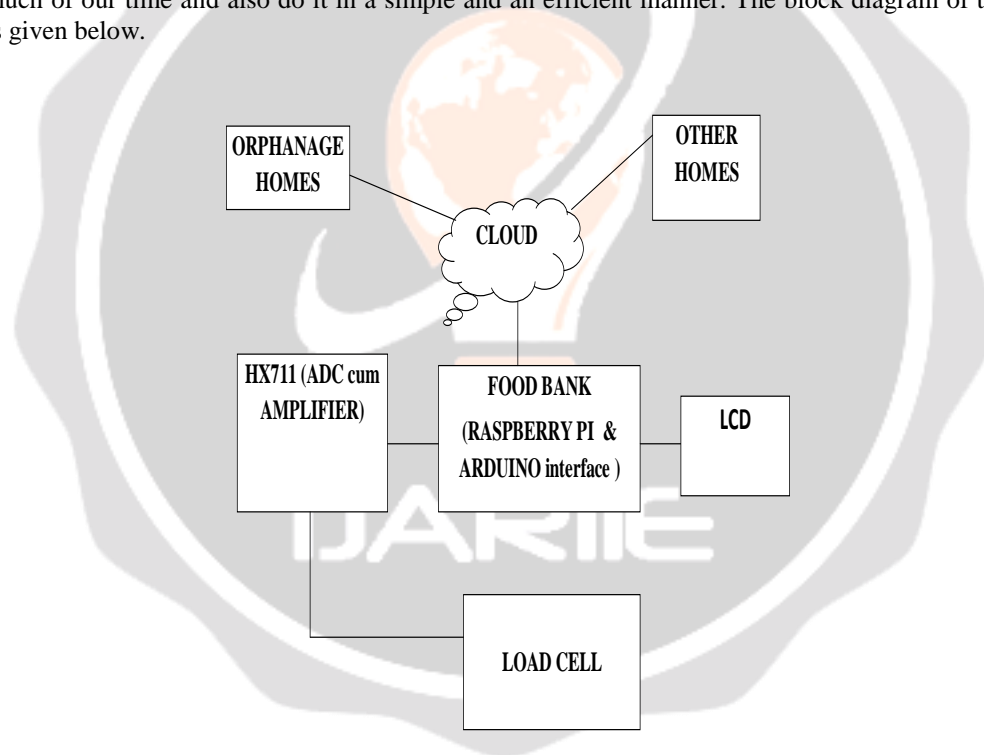 much of our time and also do it in a simple and an efficient manner. The block diagram of t
s given below.
ORPHANAGE
HOMES
OTHER
HOMES
CLOUD
HX711 (ADC cum
AMPLIFIER)
FOOD BANK
(RASPBERRY PI &
ARDUINO interface )
LCD
IJARIIE
LOAD CELL